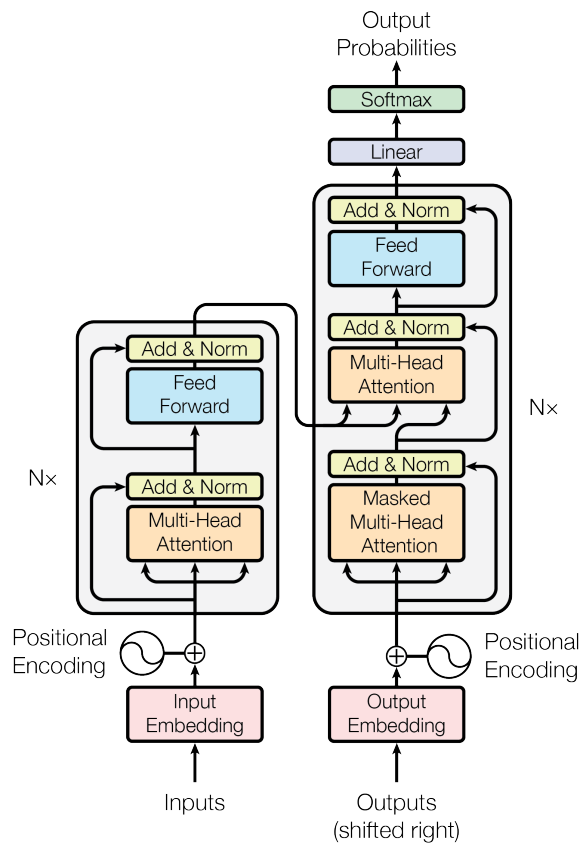 Output
Probabilities
Softmax
Linear
Add & Norm
Feed
Forward
Add & Norm
Multi-Head
Attention
Add & Norm
Masked
Multi-Head
Attention
N×
Add & Norm
Feed
Forward
Add & Norm
Multi-Head
Attention
N×
Positional
Encoding
Positional
Encoding
Input
Embedding
Output
Embedding
Inputs
Outputs
(shifted right)